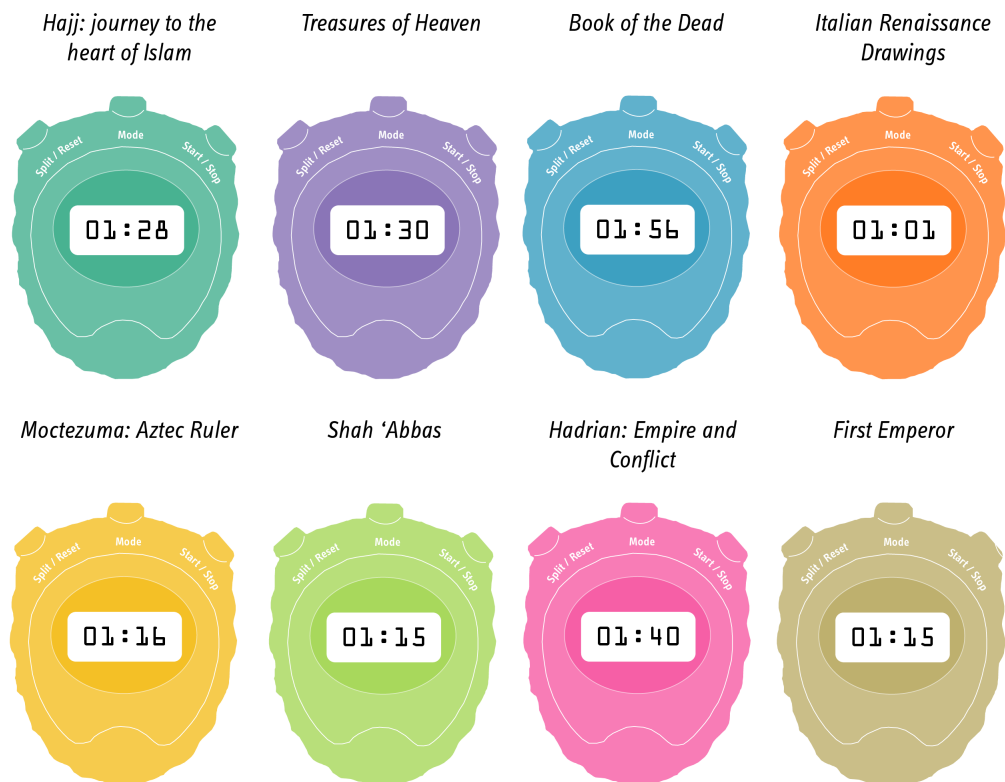 Hajj: journey to the
heart of Islam
Treasures of Heaven
Book of the Dead
Italian Renaissance
Drawings
Split / Reset
Mode
Start / Stop
01:28
Split / Reset
Mode
Start / Stop
01:30
Split / Reset
Mode
Start / Stop
01:56
Split / Reset
Mode
Start / Stop
01:01
Moctezuma: Aztec Ruler
Shah ‘Abbas
Hadrian: Empire and
Conflict
First Emperor
Split / Reset
Mode
Start / Stop
01:16
Split / Reset
Mode
Start / Stop
01:15
Split / Reset
Mode
Start / Stop
01:40
Split / Reset
Mode
Start / Stop
01:15